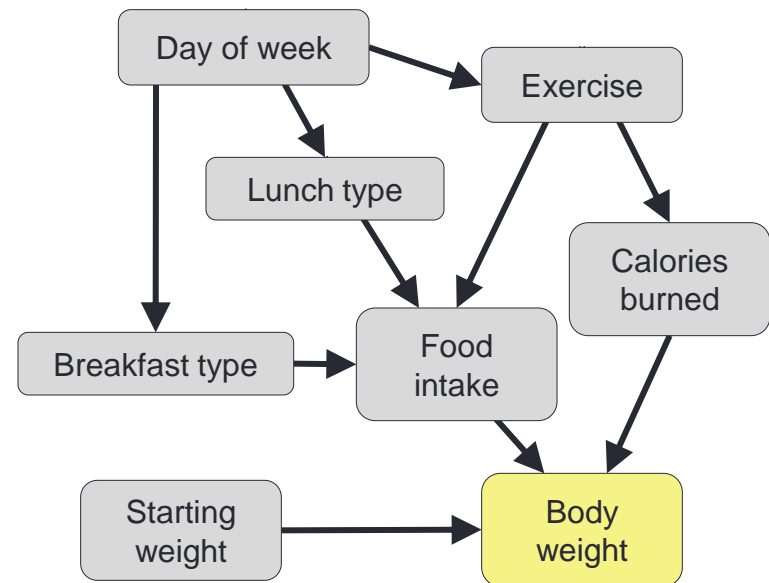 Day of week
Exercise
Lunch type
Calories
burned
Breakfast type
Food
intake
Starting
weight
Body
weight